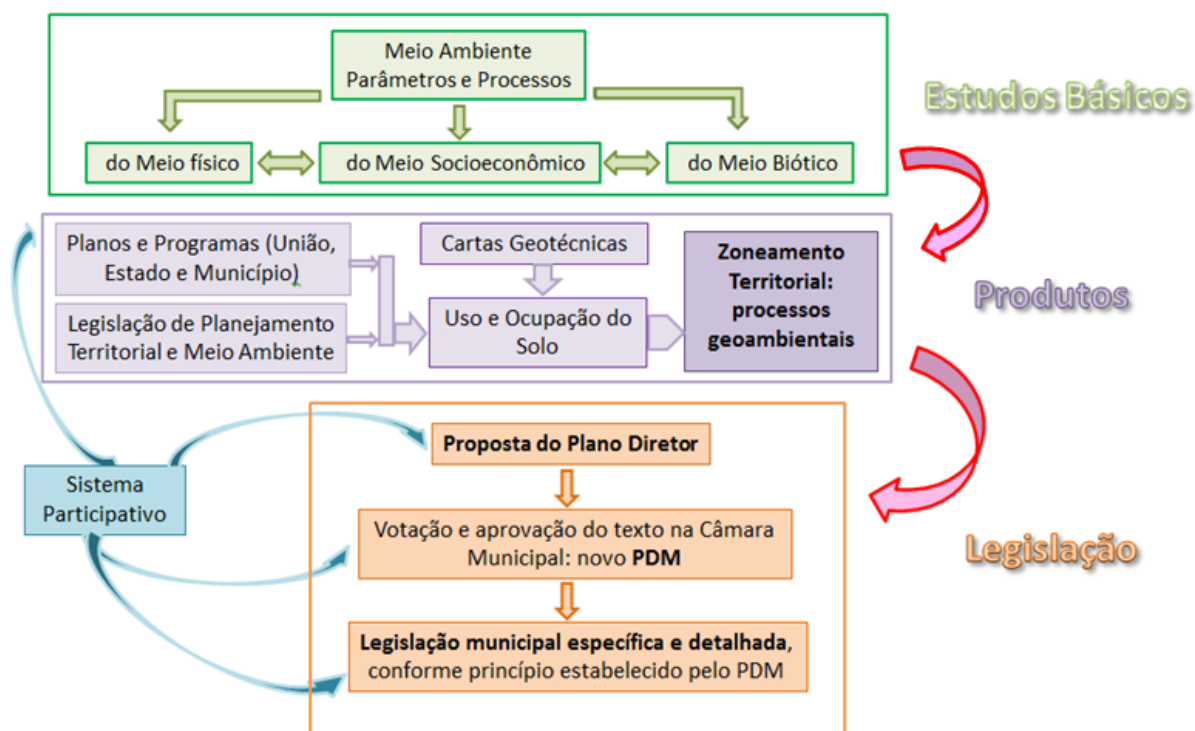 Meio Ambiente
Parâmetros e Processos
Estudos Básicos
do Meio físico
do Meio Socioeconômico
do Meio Biótico
Planos e Programas (União,
Estado e Município)
Cartas Geotécnicas
Zoneamento
Territorial:
processos
geoambientais
Produtos
Legislação de Planejamento
Territorial e Meio Ambiente
Uso e Ocupação do
Solo
Proposta do Plano Diretor
Sistema
Participativo
Votação e aprovação do texto na Câmara
Municipal: novo PDM
Legislação
Legislação municipal específica e detalhada,
conforme princípio estabelecido pelo PDM